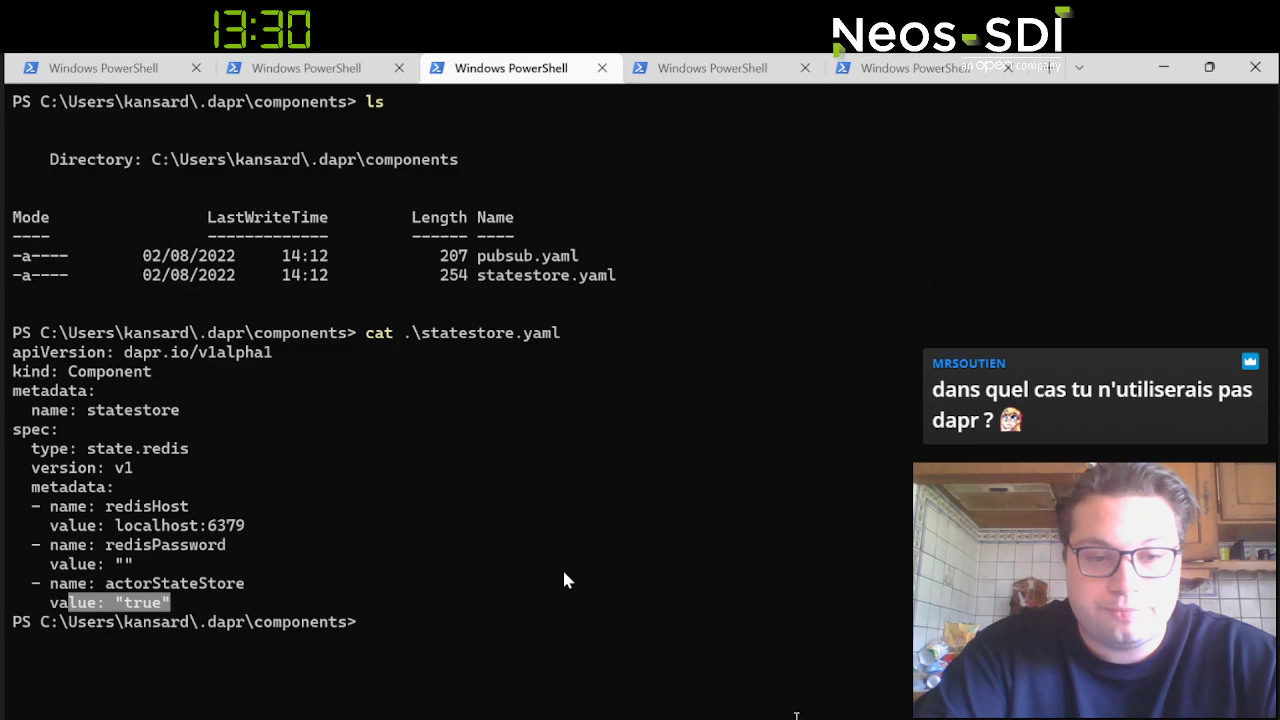 13:30
Neos-SDI
an open company
Windows PowerShell
Windows PowerShell
Windows PowerShell
Windows PowerShell
Windows PowerShell
PS C:\Users\kansard\.dapr\components> ls
Directory: C:\Users\kansard\.dapr\components
Mode LastWriteTime Length Name
---- ------------- ------ ----
-a---- 02/08/2022 14:12 207 pubsub.yaml
-a---- 02/08/2022 14:12 254 statestore.yaml
PS C:\Users\kansard\.dapr\components> cat .\statestore.yaml
apiVersion: dapr.io/v1alpha1
kind: Component
metadata:
name: statestore
spec:
type: state.redis
version: v1
metadata:
- name: redisHost
value: localhost:6379
- name: redisPassword
value: ""
- name: actorStateStore
value: "true"
PS C:\Users\kansard\.dapr\components>
MRSOUTIEN
dans quel cas tu n'utiliserais pas
dapr ?